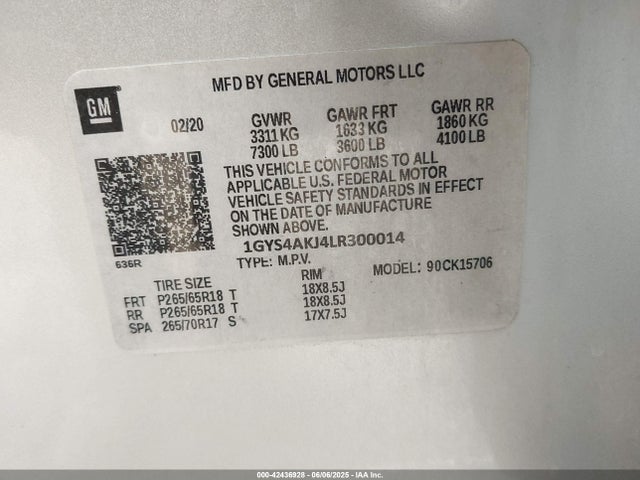 GM
MFD BY GENERAL MOTORS LLC
02/20
GVWR GAWR FRT GAWR RR
3311 KG 1633 KG 1860 KG
7300 LB 3600 LB 4100 LB
THIS VEHICLE CONFORMS TO ALL
APPLICABLE U.S. FEDERAL MOTOR
VEHICLE SAFETY STANDARDS IN EFFECT
ON THE DATE OF MANUFACTURE
SHOWN ABOVE.
1GYS4AKJ4LR300014
636R
TYPE: M.P.V. MODEL: 90CK15706
TIRE SIZE RIM
FRT P265/65R18 T 18X8.5J
RR P265/65R18 T 18X8.5J
SPA 265/70R17 S 17X7.5J
000-42436928 - 06/06/2025 - IAA Inc.